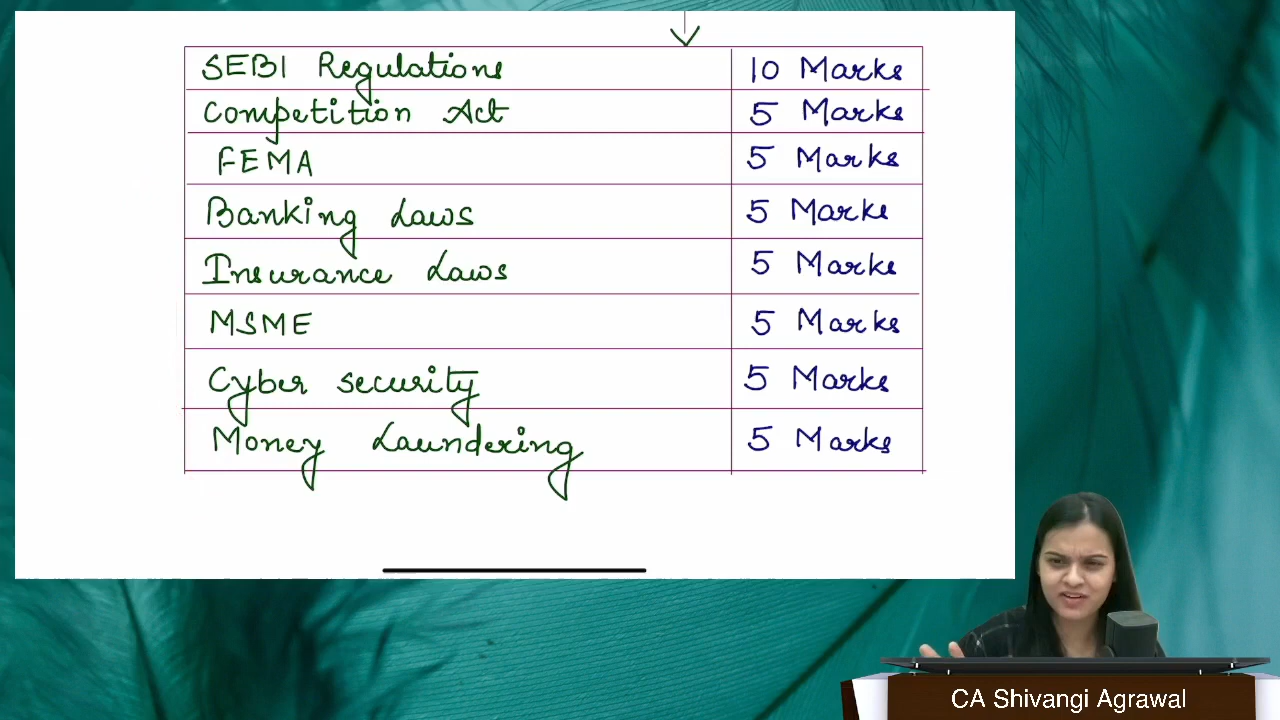 SEBI Regulations 10 Marks
Competition Act 5 Marks
FEMA 5 Marks
Banking Laws 5 Marks
Insurance Laws 5 Marks
MSME 5 Marks
Cyber security 5 Marks
Money Laundering 5 Marks
CA Shivangi Agrawal